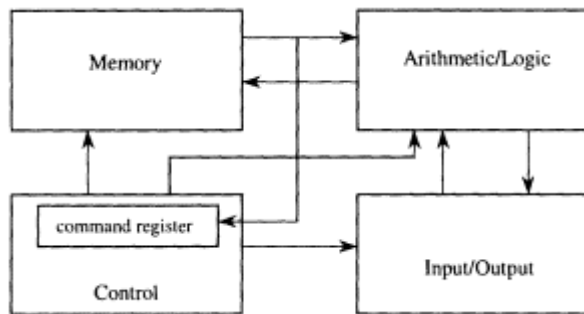 Memory
Arithmetic/Logic
command register
Control
Input/Output